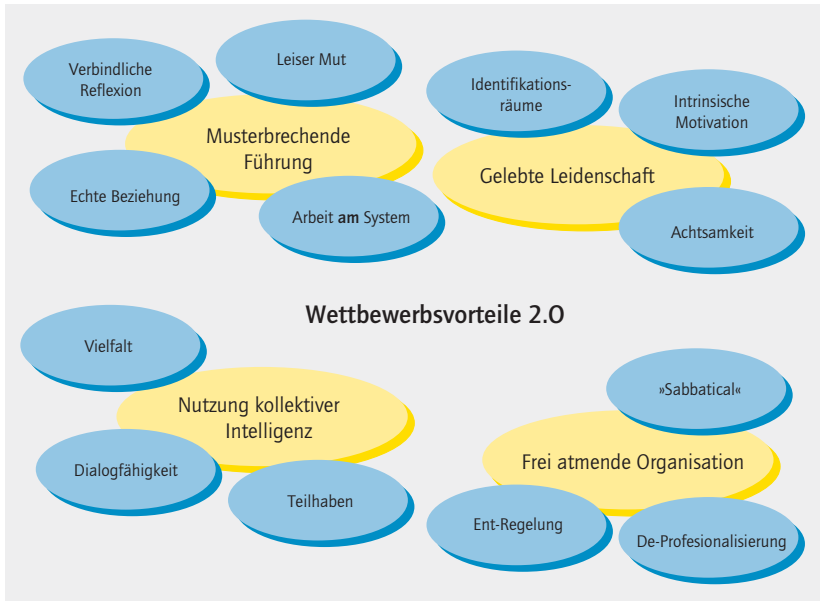 Verbindliche
Reflexion
Leiser Mut
Musterbrechende
Führung
Echte Beziehung
Arbeit am System
Identifikations-
räume
Intrinsische
Motivation
Gelebte Leidenschaft
Achtsamkeit
Wettbewerbsvorteile 2.0
Vielfalt
Nutzung kollektiver
Intelligenz
Dialogfähigkeit
Teilhaben
»Sabbatical«
Frei atmende Organisation
Ent-Regelung
De-Profesionalisierung